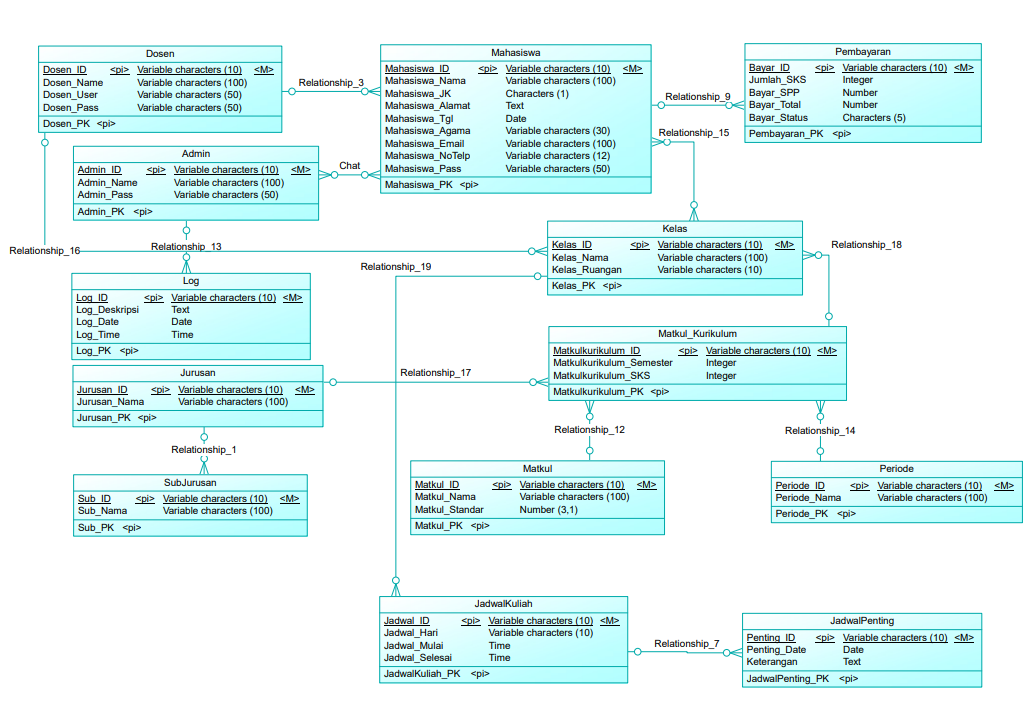 Dosen
Dosen_ID <pi> Variable characters (10) <M>
Dosen_Name Variable characters (100)
Dosen_User Variable characters (50)
Dosen_Pass Variable characters (50)
Dosen_PK <pi>
Relationship_3
Mahasiswa
Mahasiswa_ID <pi> Variable characters (10) <M>
Mahasiswa_Nama Variable characters (100)
Mahasiswa_JK Characters (1)
Mahasiswa_Alamat Text
Mahasiswa_Tgl Date
Mahasiswa_Agama Variable characters (30)
Mahasiswa_Email Variable characters (100)
Mahasiswa_NoTelp Variable characters (12)
Mahasiswa_Pass Variable characters (50)
Mahasiswa_PK <pi>
Relationship_9
Pembayaran
Bayar_ID <pi> Variable characters (10) <M>
Jumlah_SKS Integer
Bayar_SPP Number
Bayar_Total Number
Bayar_Status Characters (5)
Pembayaran_PK <pi>
Relationship_15
Admin
Admin_ID <pi> Variable characters (10) <M>
Admin_Name Variable characters (100)
Admin_Pass Variable characters (50)
Admin_PK <pi>
Chat
Relationship_16
Relationship_13
Kelas
Kelas_ID <pi> Variable characters (10) <M>
Kelas_Nama Variable characters (100)
Kelas_Ruangan Variable characters (10)
Kelas_PK <pi>
Relationship_18
Relationship_19
Log
Log_ID <pi> Variable characters (10) <M>
Log_Deskripsi Text
Log_Date Date
Log_Time Time
Log_PK <pi>
Matkul_Kurikulum
Matkulkurikulum_ID <pi> Variable characters (10) <M>
Matkulkurikulum_Semester Integer
Matkulkurikulum_SKS Integer
Matkulkurikulum_PK <pi>
Jurusan
Jurusan_ID <pi> Variable characters (10) <M>
Jurusan_Nama Variable characters (100)
Jurusan_PK <pi>
Relationship_17
Relationship_12
Relationship_14
Relationship_1
SubJurusan
Sub_ID <pi> Variable characters (10) <M>
Sub_Nama Variable characters (100)
Sub_PK <pi>
Matkul
Matkul_ID <pi> Variable characters (10) <M>
Matkul_Nama Variable characters (100)
Matkul_Standar Number (3,1)
Matkul_PK <pi>
Periode
Periode_ID <pi> Variable characters (10) <M>
Periode_Nama Variable characters (100)
Periode_PK <pi>
JadwalKuliah
Jadwal_ID <pi> Variable characters (10) <M>
Jadwal_Hari Variable characters (10)
Jadwal_Mulai Time
Jadwal_Selesai Time
JadwalKuliah_PK <pi>
Relationship_7
JadwalPenting
Penting_ID <pi> Variable characters (10) <M>
Penting_Date Date
Keterangan Text
JadwalPenting_PK <pi>